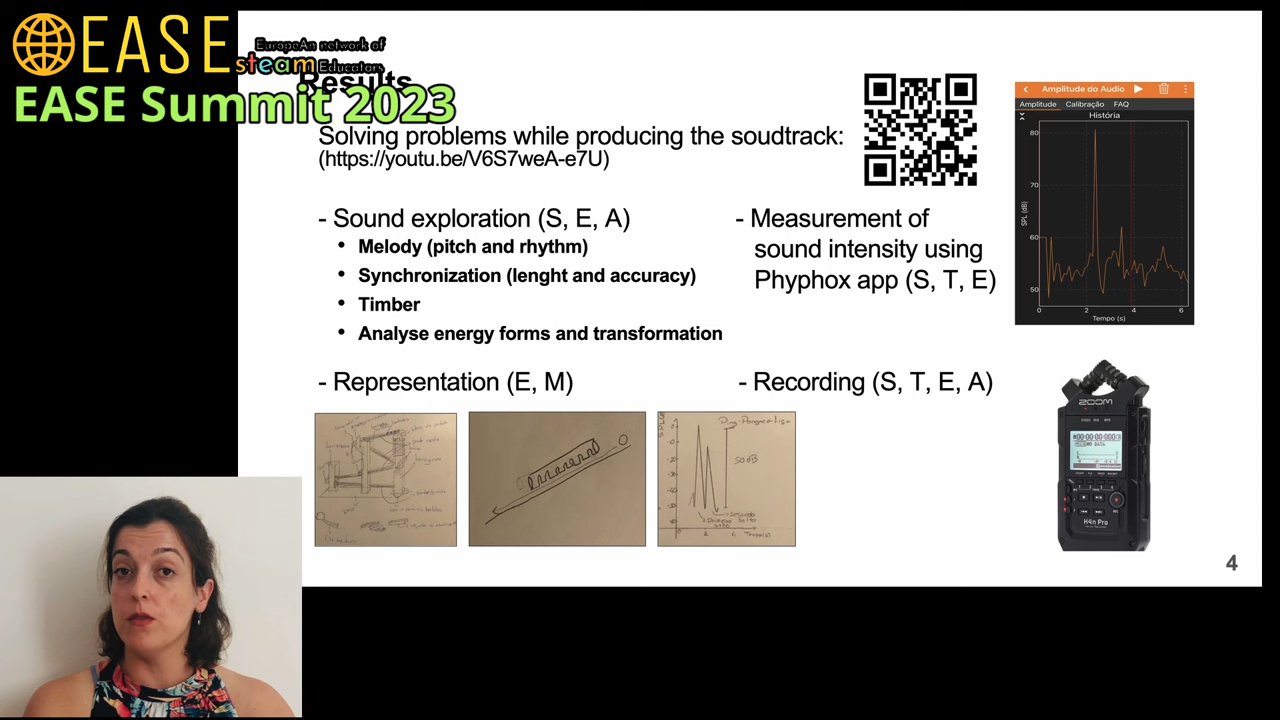 EASE
EuropeAn network of
steam Educators
Results
EASE Summit 2023
Solving problems while producing the soudtrack:
(https://youtu.be/V6S7weA-e7U)
- Sound exploration (S, E, A)
• Melody (pitch and rhythm)
• Synchronization (lenght and accuracy)
• Timber
• Analyse energy forms and transformation
- Measurement of
sound intensity using
Phyphox app (S, T, E)
Amplitude do Audio
Amplitude Calibração FAQ
História
80
70
60
50
SPL (dB)
0 2 4 6
Tempo (s)
- Representation (E, M)
- Recording (S, T, E, A)
50 dB
zoom
H4n Pro
4